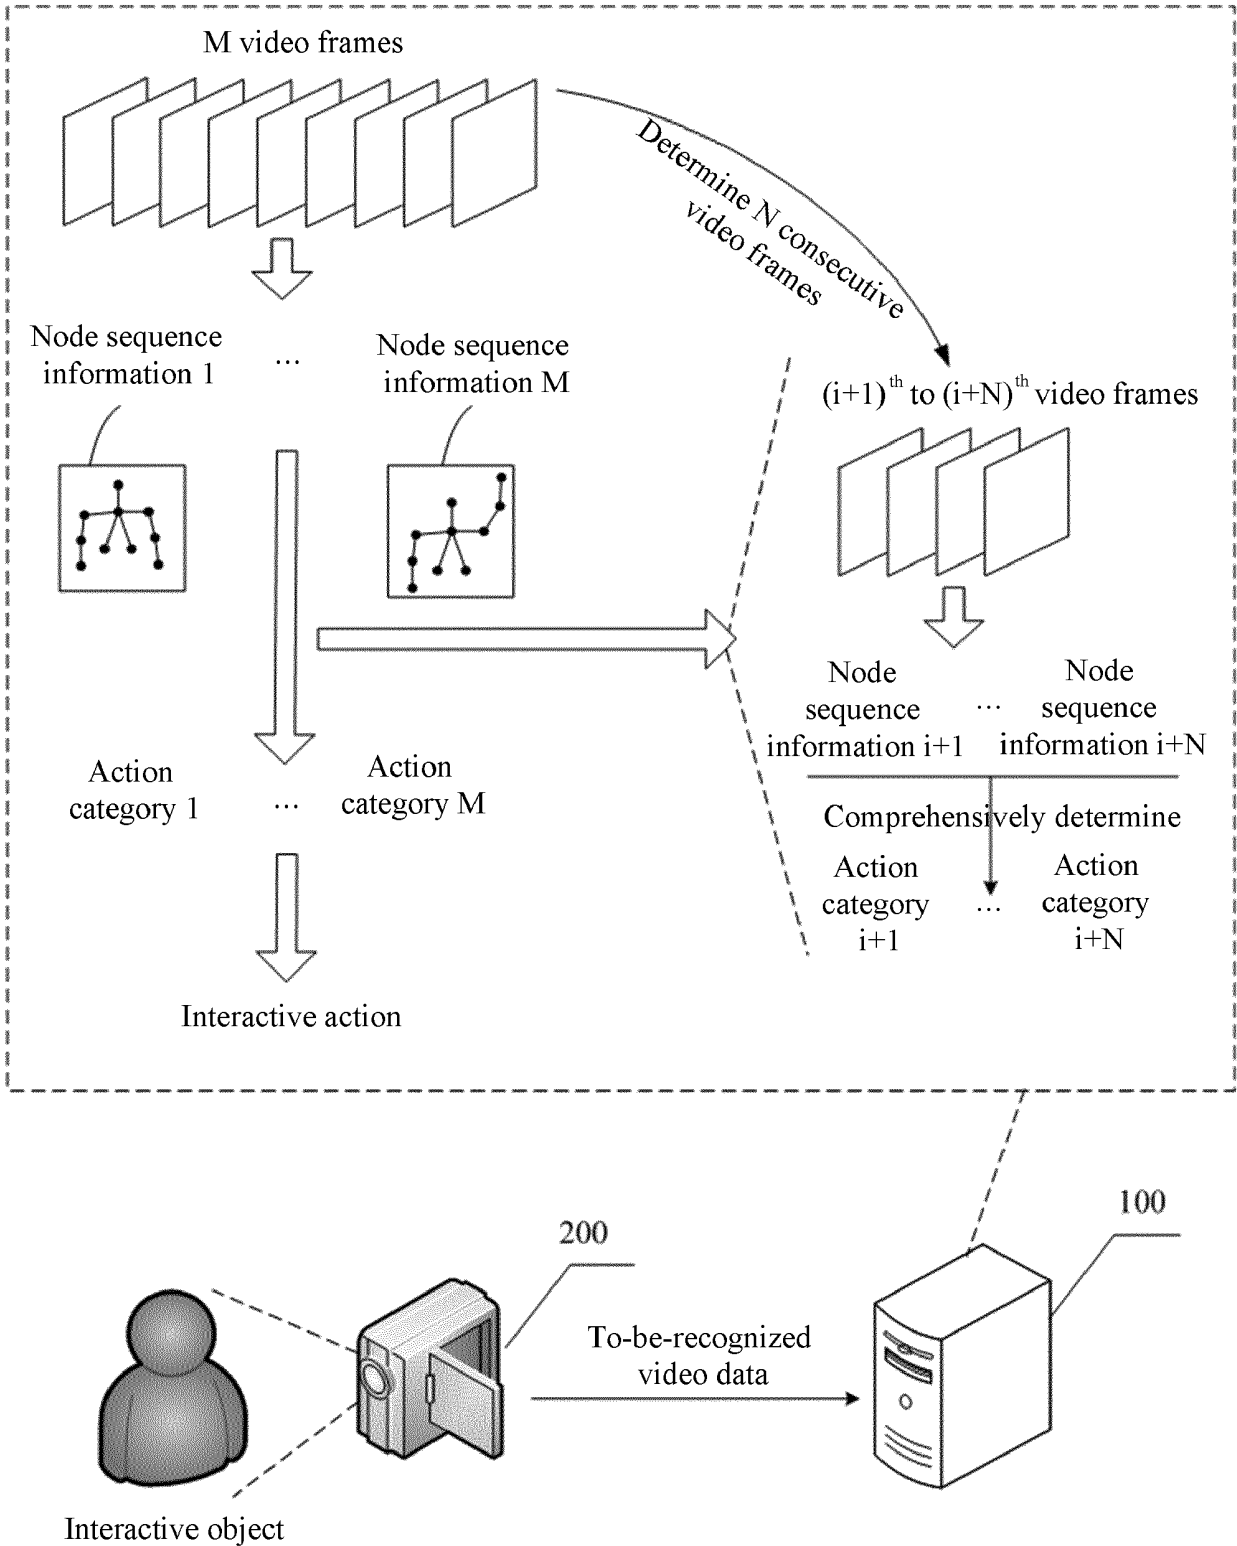 M video frames
Determine N consecutive
video frames
Node sequence
information 1
...
Node sequence
information M
(i+1)th to (i+N)th video frames
Node
sequence
information i+1
...
Node
sequence
information i+N
Comprehensively determine
Action
category 1
...
Action
category M
Action
category
i+1
...
Action
category
i+N
Interactive action
100
200
To-be-recognized
video data
Interactive object